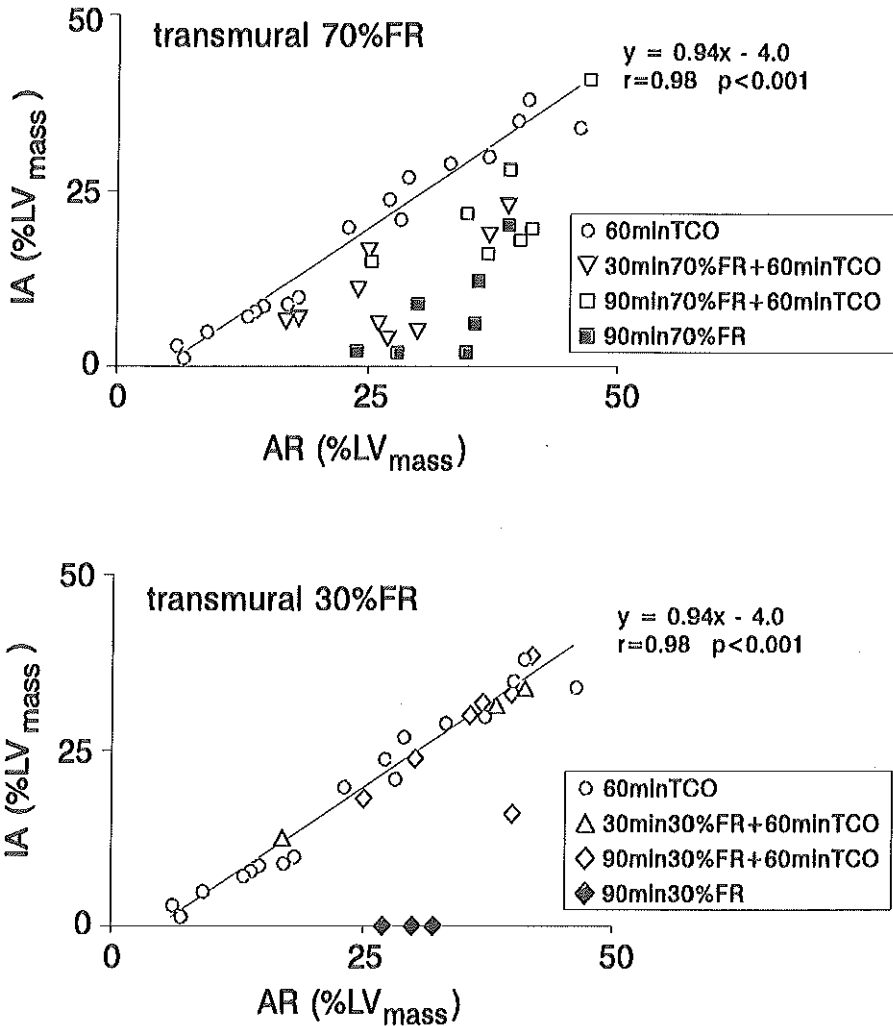 transmural 70%FR
y = 0.94x - 4.0
r=0.98 p<0.001
50
25
0
IA (%LVmass)
60minTCO
30min70%FR+60minTCO
90min70%FR+60minTCO
90min70%FR
0
25
50
AR (%LVmass)
transmural 30%FR
y = 0.94x - 4.0
r=0.98 p<0.001
50
25
0
IA (%LVmass)
60minTCO
30min30%FR+60minTCO
90min30%FR+60minTCO
90min30%FR
0
25
50
AR (%LVmass)